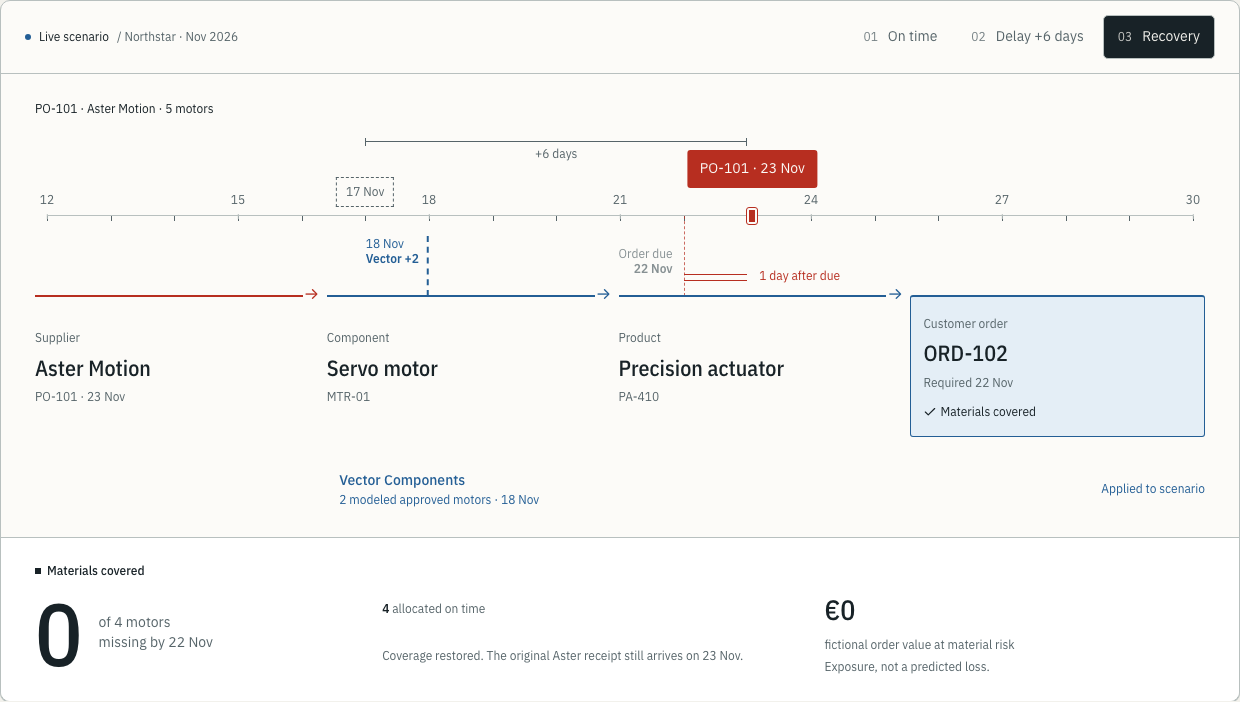 Live scenario / Northstar · Nov 2026
01 On time
02 Delay +6 days
03 Recovery
PO-101 · Aster Motion · 5 motors
+6 days
PO-101 · 23 Nov
17 Nov
12 15 18 21 24 27 30
18 Nov
Vector +2
Order due
22 Nov
1 day after due
Supplier
Aster Motion
PO-101 · 23 Nov
Component
Servo motor
MTR-01
Product
Precision actuator
PA-410
Customer order
ORD-102
Required 22 Nov
Materials covered
Vector Components
2 modeled approved motors · 18 Nov
Applied to scenario
Materials covered
0
of 4 motors
missing by 22 Nov
4 allocated on time
Coverage restored. The original Aster receipt still arrives on 23 Nov.
€0
fictional order value at material risk
Exposure, not a predicted loss.